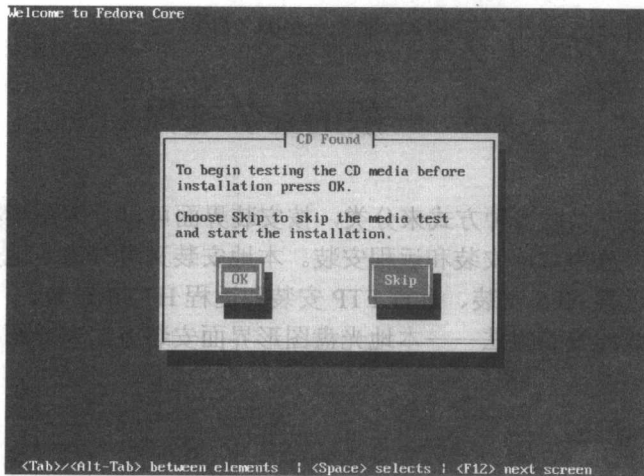 Welcome to Fedora Core
CD Found
To begin testing the CD media before
installation press OK.
Choose Skip to skip the media test
and start the installation.
OK
Skip
<Tab>/<Alt-Tab> between elements | <Space> selects | <F12> next screen